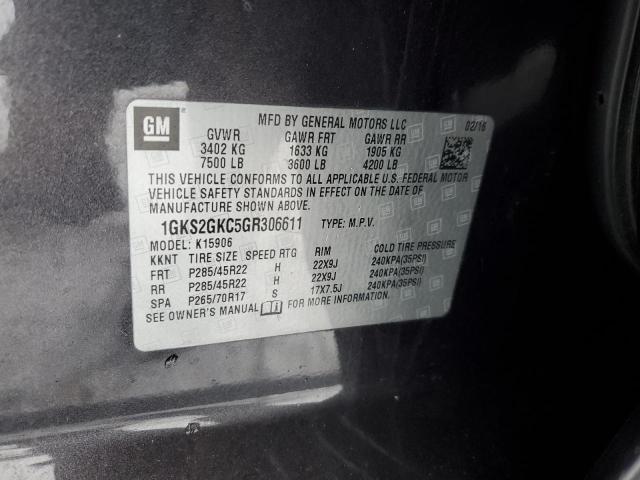 GM
MFD BY GENERAL MOTORS LLC 02/16
GVWR GAWR FRT GAWR RR
3402 KG 1633 KG 1905 KG
7500 LB 3600 LB 4200 LB
THIS VEHICLE CONFORMS TO ALL APPLICABLE U.S. FEDERAL MOTOR
VEHICLE SAFETY STANDARDS IN EFFECT ON THE DATE OF
MANUFACTURE SHOWN ABOVE.
1GKS2GKC5GR306611 TYPE: M.P.V.
MODEL: K15906
KKNT TIRE SIZE SPEED RTG RIM COLD TIRE PRESSURE
FRT P285/45R22 H 22X9J 240KPA(35PSI)
RR P285/45R22 H 22X9J 240KPA(35PSI)
SPA P265/70R17 S 17X7.5J 240KPA(35PSI)
SEE OWNER'S MANUAL FOR MORE INFORMATION.